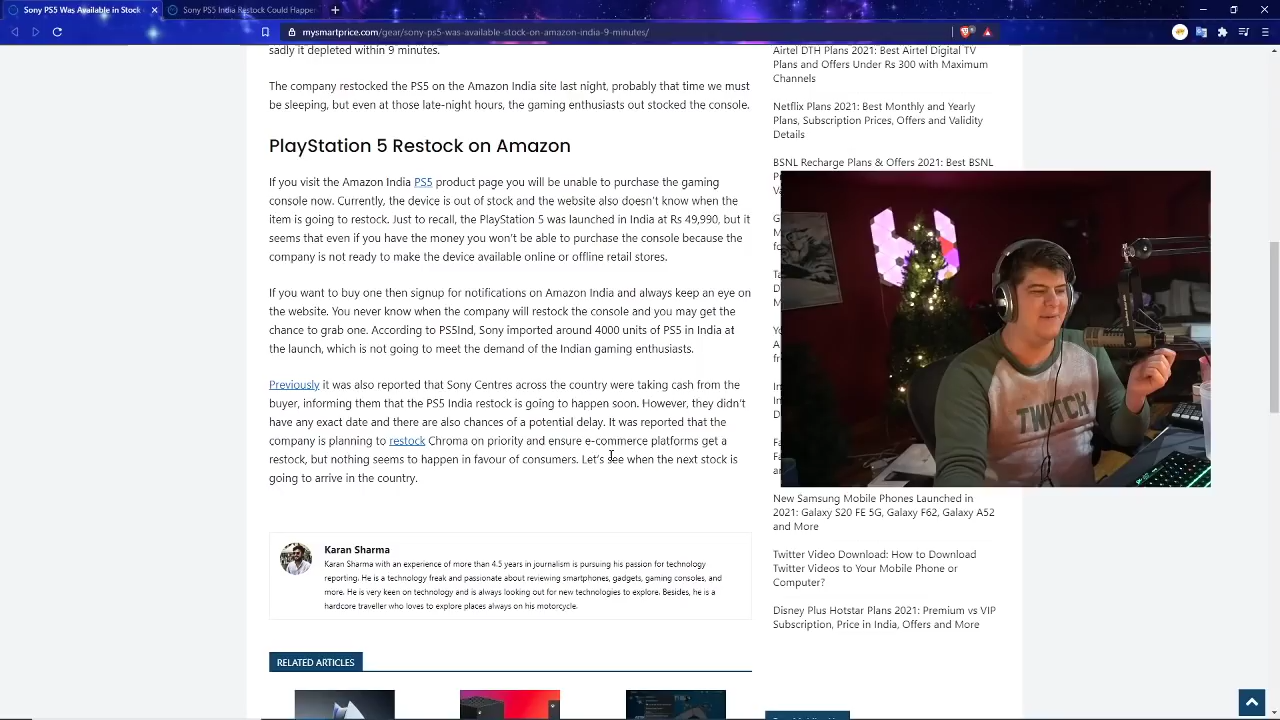 Sony PS5 Was Available in Stock
Sony PS5 India Restock Could Happen
mysmartprice.com/gear/sony-ps5-was-available-stock-on-amazon-india-9-minutes/
sadly it depleted within 9 minutes.
The company restocked the PS5 on the Amazon India site last night, probably that time we must
be sleeping, but even at those late-night hours, the gaming enthusiasts out stocked the console.
PlayStation 5 Restock on Amazon
If you visit the Amazon India PS5 product page you will be unable to purchase the gaming
console now. Currently, the device is out of stock and the website also doesn't know when the
item is going to restock. Just to recall, the PlayStation 5 was launched in India at Rs 49,990, but it
seems that even if you have the money you won't be able to purchase the console because the
company is not ready to make the device available online or offline retail stores.
If you want to buy one then signup for notifications on Amazon India and always keep an eye on
the website. You never know when the company will restock the console and you may get the
chance to grab one. According to PS5Ind, Sony imported around 4000 units of PS5 in India at
the launch, which is not going to meet the demand of the Indian gaming enthusiasts.
Previously it was also reported that Sony Centres across the country were taking cash from the
buyer, informing them that the PS5 India restock is going to happen soon. However, they didn't
have any exact date and there are also chances of a potential delay. It was reported that the
company is planning to restock Chroma on priority and ensure e-commerce platforms get a
restock, but nothing seems to happen in favour of consumers. Let's see when the next stock is
going to arrive in the country.
Karan Sharma
Karan Sharma with an experience of more than 4.5 years in journalism is pursuing his passion for technology
reporting. He is a technology freak and passionate about reviewing smartphones, gadgets, gaming consoles, and
more. He is very keen on technology and is always looking out for new technologies to explore. Besides, he is a
hardcore traveller who loves to explore places always on his motorcycle.
RELATED ARTICLES
Airtel DTH Plans 2021: Best Airtel Digital TV
Plans and Offers Under Rs 300 with Maximum
Channels
Netflix Plans 2021: Best Monthly and Yearly
Plans, Subscription Prices, Offers and Validity
Details
BSNL Recharge Plans & Offers 2021: Best BSNL
TWITCH
New Samsung Mobile Phones Launched in
2021: Galaxy S20 FE 5G, Galaxy F62, Galaxy A52
and More
Twitter Video Download: How to Download
Twitter Videos to Your Mobile Phone or
Computer?
Disney Plus Hotstar Plans 2021: Premium vs VIP
Subscription, Price in India, Offers and More